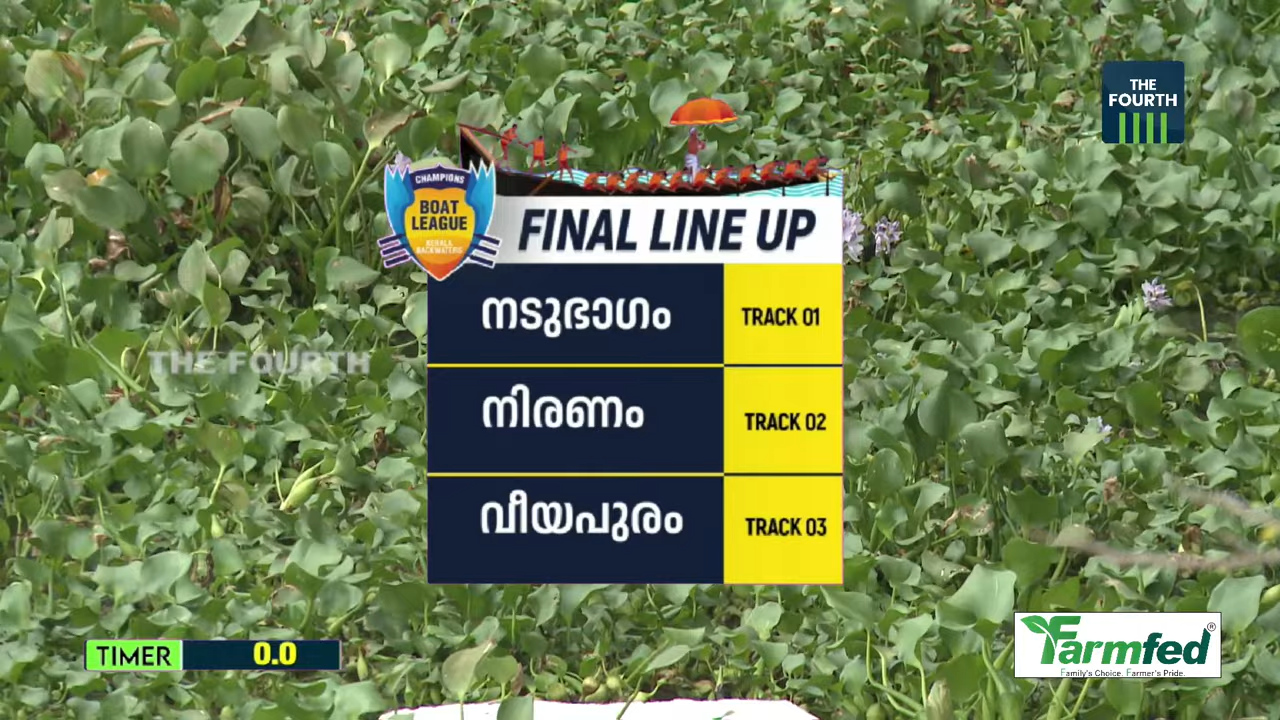 THE
FOURTH
CHAMPIONS
BOAT
LEAGUE
KERALA
BACKWATERS
FINAL LINE UP
നടുഭാഗം
TRACK 01
THE FOURTH
നിരണം
TRACK 02
വീയപുരം
TRACK 03
TIMER 0.0
Farmfed®
Family's Choice. Farmer's Pride.